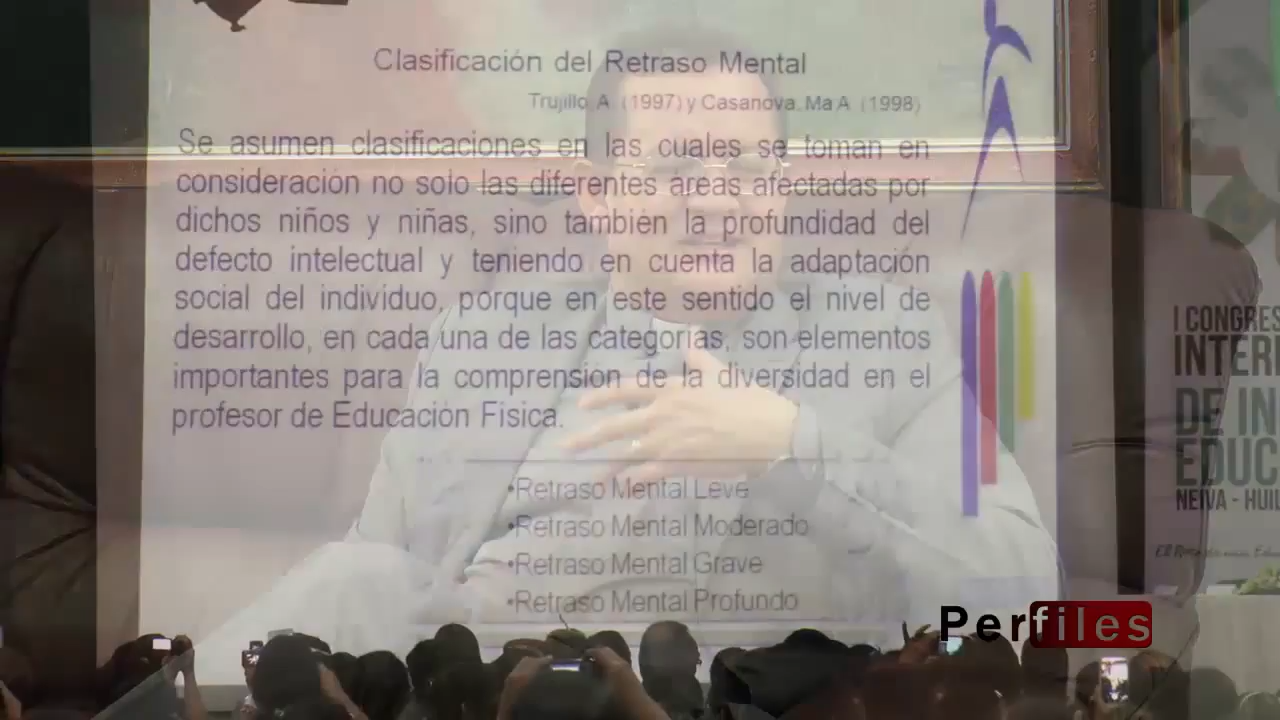 Clasificación del Retraso Mental
Trujillo, A. (1997) y Casanova, Ma A. (1998)
Se asumen clasificaciones en las cuales se toman en
consideración no solo las diferentes áreas afectadas por
dichos niños y niñas, sino también la profundidad del
defecto intelectual y teniendo en cuenta la adaptación
social del individuo, porque en este sentido el nivel de
desarrollo, en cada una de las categorías, son elementos
importantes para la comprensión de la diversidad en el
profesor de Educación Física.
•Retraso Mental Leve
•Retraso Mental Moderado
•Retraso Mental Grave
•Retraso Mental Profundo
I CONGRES
INTER
DE IN
EDUC
NEIVA - HUIL
Perfiles